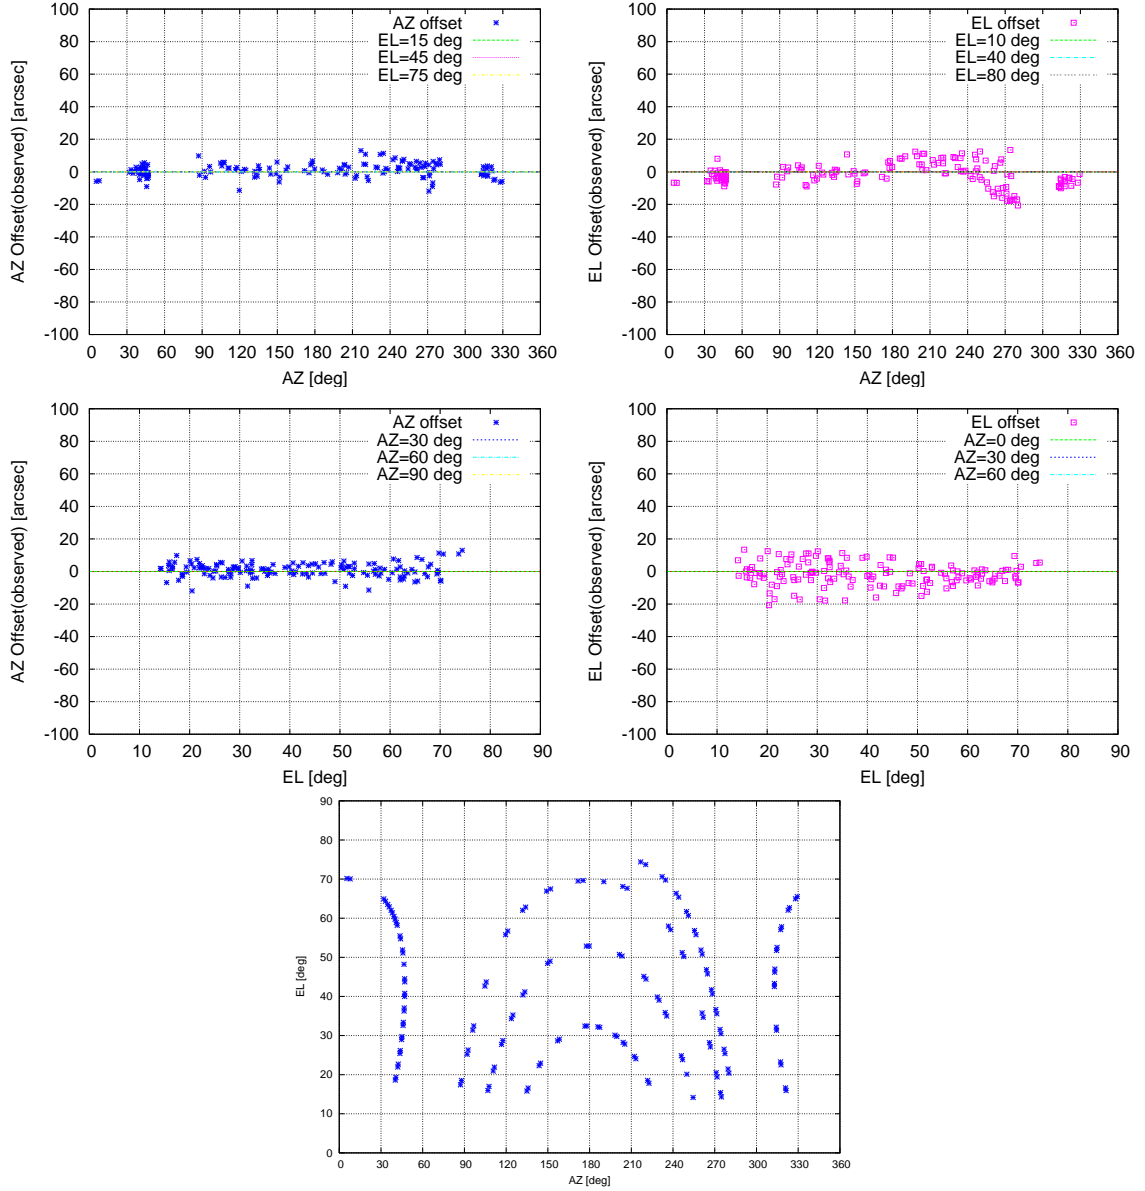 100
80
60
40
20
0
-20
-40
-60
-80
-100
0 30 60 90 120 150 180 210 240 270 300 330 360
AZ Offset(observed) [arcsec]
AZ [deg]
AZ offset
EL=15 deg
EL=45 deg
EL=75 deg
100
80
60
40
20
0
-20
-40
-60
-80
-100
0 30 60 90 120 150 180 210 240 270 300 330 360
EL Offset(observed) [arcsec]
AZ [deg]
EL offset
EL=10 deg
EL=40 deg
EL=80 deg
100
80
60
40
20
0
-20
-40
-60
-80
-100
0 10 20 30 40 50 60 70 80 90
AZ Offset(observed) [arcsec]
EL [deg]
AZ offset
AZ=30 deg
AZ=60 deg
AZ=90 deg
100
80
60
40
20
0
-20
-40
-60
-80
-100
0 10 20 30 40 50 60 70 80 90
EL Offset(observed) [arcsec]
EL [deg]
EL offset
AZ=0 deg
AZ=30 deg
AZ=60 deg
90
80
70
60
50
40
30
20
10
0
0 30 60 90 120 150 180 210 240 270 300 330 360
EL [deg]
AZ [deg]